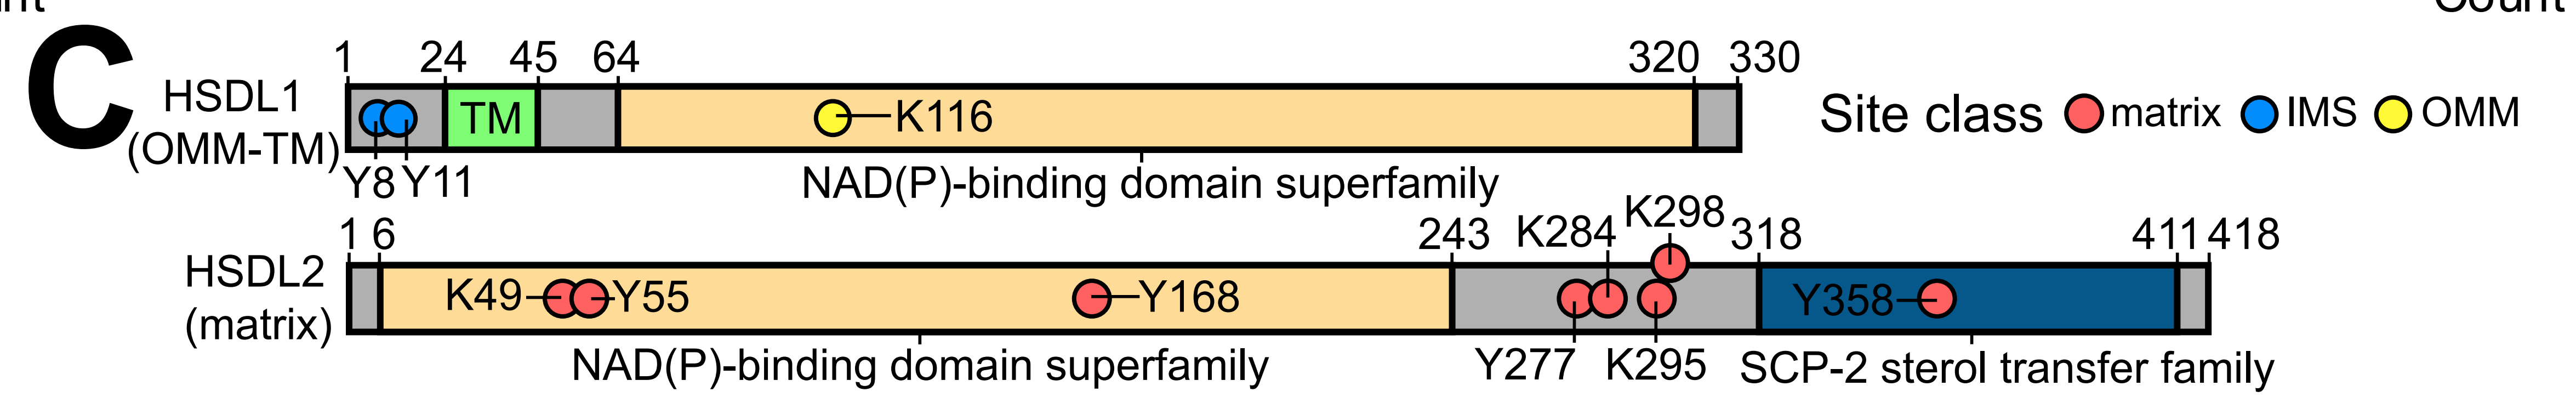 C
1 24 45 64 320 330
HSDL1
(OMM-TM)
TM
K116
Site class matrix IMS OMM
Y8 Y11
NAD(P)-binding domain superfamily
1 6 243 K284 K298 318 411 418
HSDL2
(matrix)
K49 Y55 Y168 Y358
NAD(P)-binding domain superfamily
Y277 K295
SCP-2 sterol transfer family